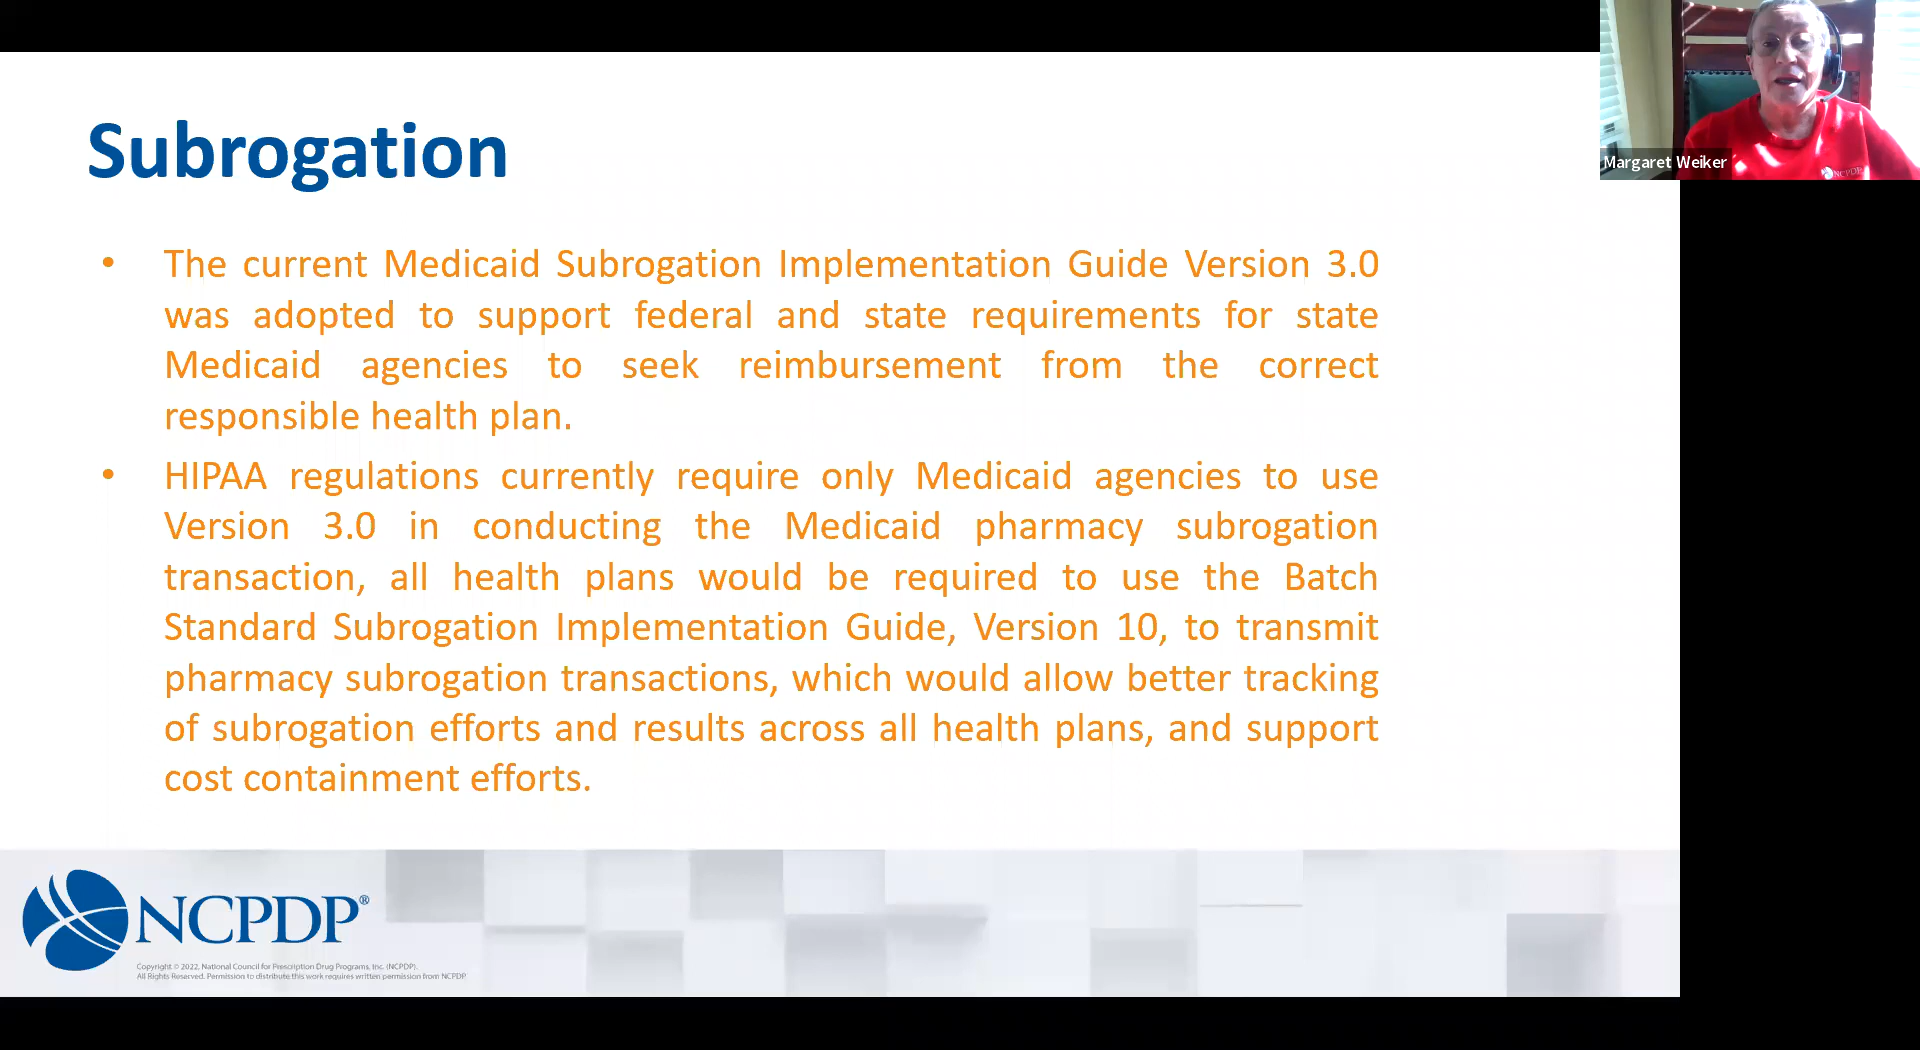 Margaret Weiker
NCPDP
Subrogation
• The current Medicaid Subrogation Implementation Guide Version 3.0
was adopted to support federal and state requirements for state
Medicaid agencies to seek reimbursement from the correct
responsible health plan.
• HIPAA regulations currently require only Medicaid agencies to use
Version 3.0 in conducting the Medicaid pharmacy subrogation
transaction, all health plans would be required to use the Batch
Standard Subrogation Implementation Guide, Version 10, to transmit
pharmacy subrogation transactions, which would allow better tracking
of subrogation efforts and results across all health plans, and support
cost containment efforts.
NCPDP®
Copyright © 2022, National Council for Prescription Drug Programs, Inc. (NCPDP).
All Rights Reserved. Permission to distribute this work requires written permission from NCPDP